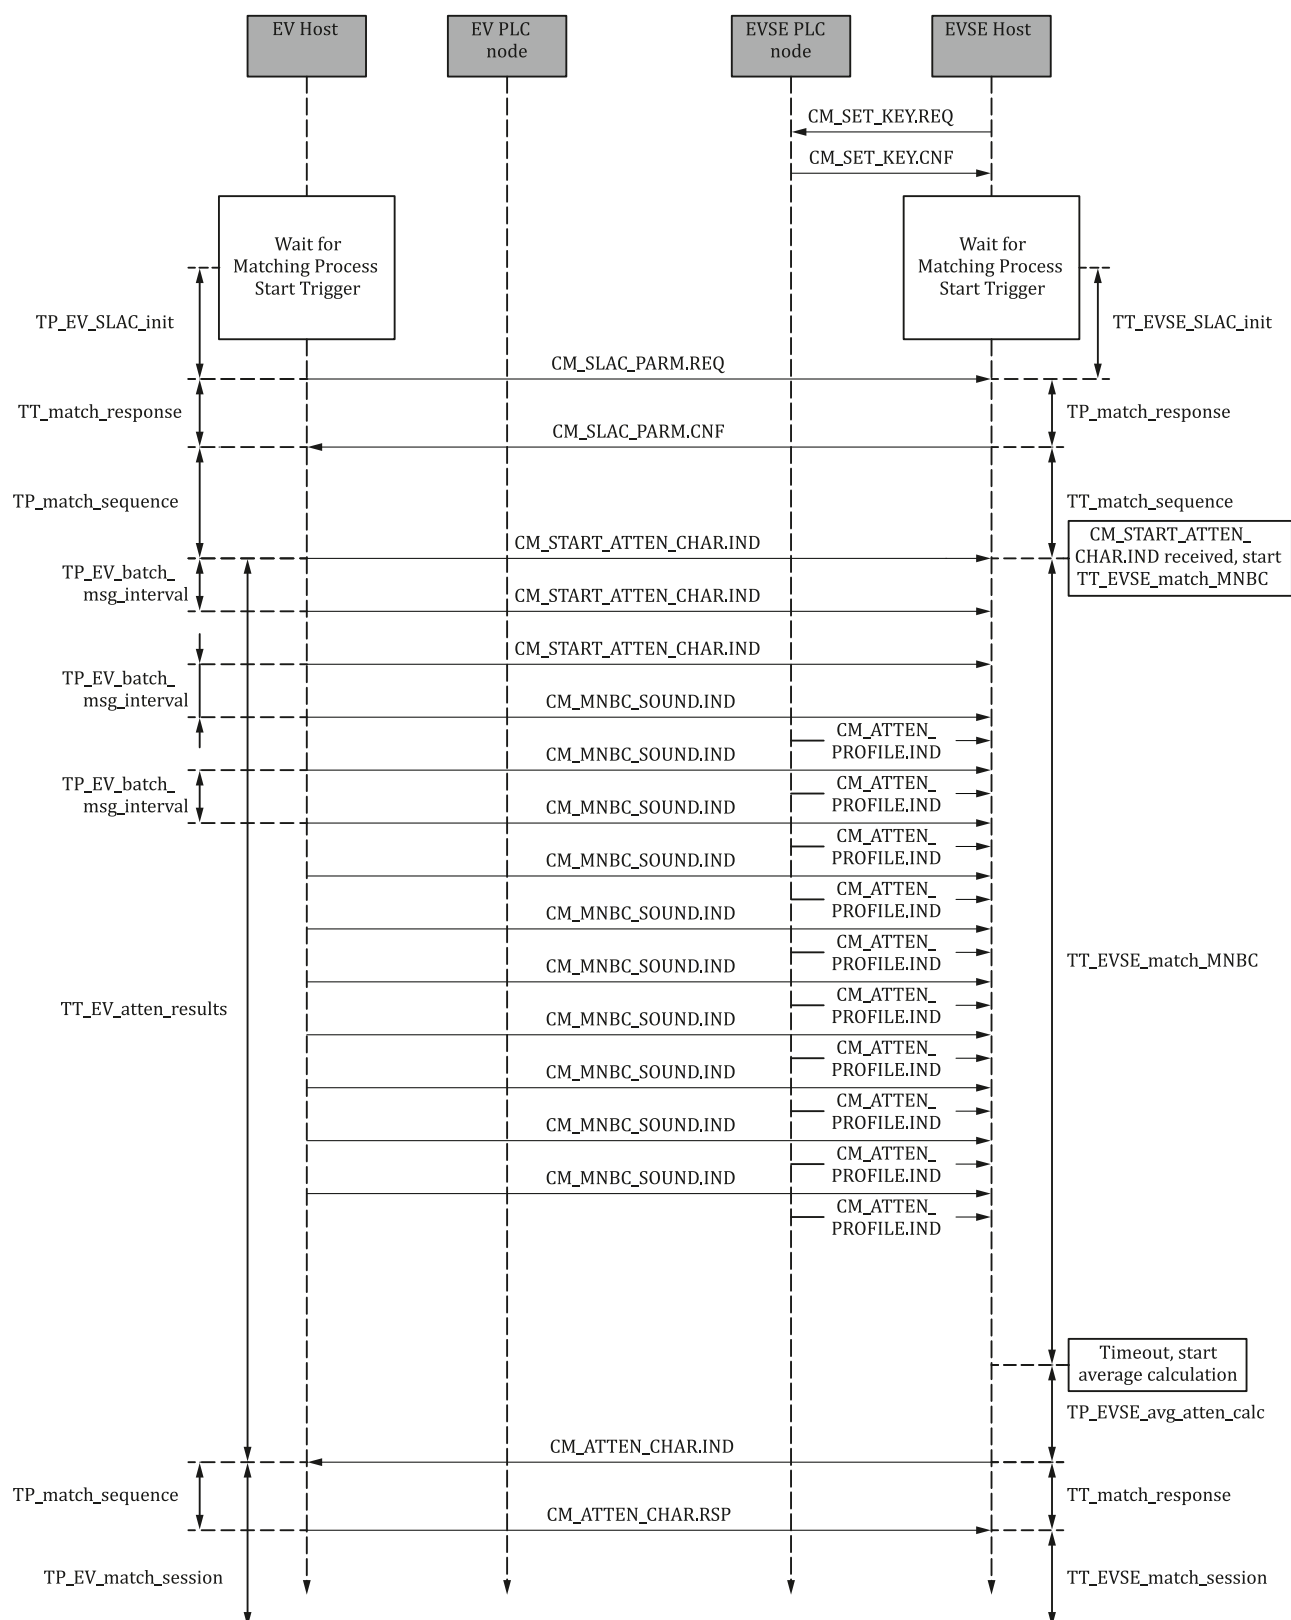 EV Host
EV PLC
node
EVSE PLC
node
EVSE Host
CM_SET_KEY.REQ
CM_SET_KEY.CNF
Wait for
Matching Process
Start Trigger
Wait for
Matching Process
Start Trigger
TP_EV_SLAC_init
TT_EVSE_SLAC_init
CM_SLAC_PARM.REQ
TT_match_response
TP_match_response
CM_SLAC_PARM.CNF
TP_match_sequence
TT_match_sequence
CM_START_ATTEN_CHAR.IND
CM_START_ATTEN_
CHAR.IND received, start
TT_EVSE_match_MNBC
TP_EV_batch_
msg_interval
CM_START_ATTEN_CHAR.IND
CM_START_ATTEN_CHAR.IND
TP_EV_batch_
msg_interval
CM_MNBC_SOUND.IND
CM_ATTEN_
PROFILE.IND
CM_MNBC_SOUND.IND
TP_EV_batch_
msg_interval
CM_ATTEN_
PROFILE.IND
CM_MNBC_SOUND.IND
CM_ATTEN_
PROFILE.IND
CM_MNBC_SOUND.IND
CM_ATTEN_
PROFILE.IND
CM_MNBC_SOUND.IND
CM_ATTEN_
PROFILE.IND
CM_MNBC_SOUND.IND
TT_EVSE_match_MNBC
TT_EV_atten_results
CM_ATTEN_
PROFILE.IND
CM_MNBC_SOUND.IND
CM_ATTEN_
PROFILE.IND
CM_MNBC_SOUND.IND
CM_ATTEN_
PROFILE.IND
CM_MNBC_SOUND.IND
CM_ATTEN_
PROFILE.IND
CM_MNBC_SOUND.IND
CM_ATTEN_
PROFILE.IND
Timeout, start
average calculation
TP_EVSE_avg_atten_calc
CM_ATTEN_CHAR.IND
TP_match_sequence
TT_match_response
CM_ATTEN_CHAR.RSP
TP_EV_match_session
TT_EVSE_match_session